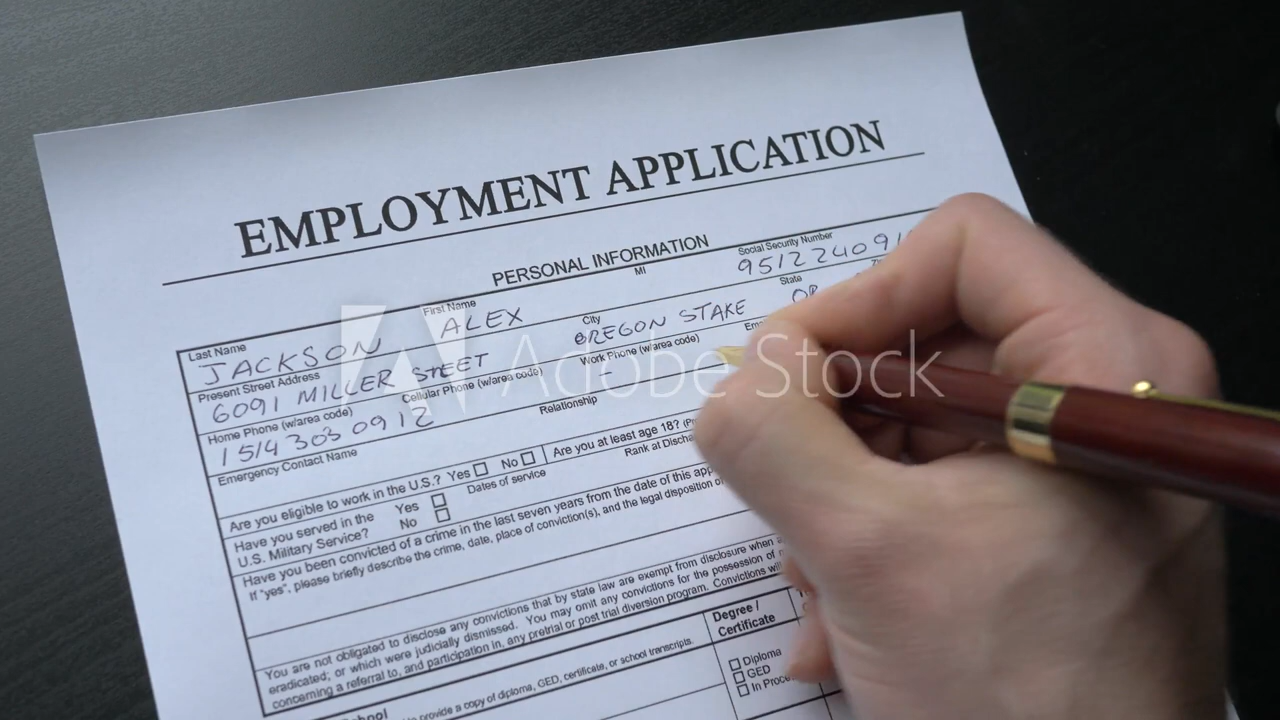 EMPLOYMENT APPLICATION
PERSONAL INFORMATION
Last Name First Name MI Social Security Number
JACKSON ALEX 95122409
Present Street Address City State
6091 MILLER STEET OREGON STAKE OR
Home Phone (w/area code) Cellular Phone (w/area code) Work Phone (w/area code)
1514 303 0912 -
Emergency Contact Name Relationship
Are you eligible to work in the U.S.? Yes No Are you at least age 18?
Have you served in the U.S. Military Service? Yes No Dates of service Rank at
Have you been convicted of a crime in the last seven years from the date of this
If "yes", please briefly describe the crime, date, place of conviction(s), and the legal disposition
You are not obligated to disclose any convictions that by state law are exempt from disclosure when
eradicated; or which were judicially dismissed. You may omit any convictions for the possession of
concerning a referral to, and participation in, any pretrial or post trial diversion program. Convictions
School provide a copy of diploma, GED, certificate, or school transcripts. Degree / Certificate
Diploma
GED
In
Adobe Stock